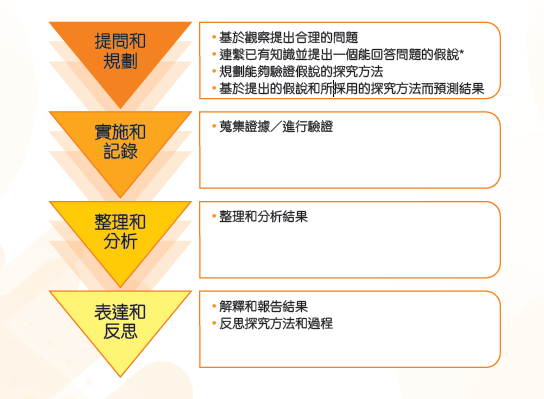 提問和
規劃
• 基於觀察提出合理的問題
• 連繫已有知識並提出一個能回答問題的假說*
• 規劃能夠驗證假說的探究方法
• 基於提出的假說和所採用的探究方法而預測結果
實施和
記錄
• 蒐集證據／進行驗證
整理和
分析
• 整理和分析結果
表達和
反思
• 解釋和報告結果
• 反思探究方法和過程